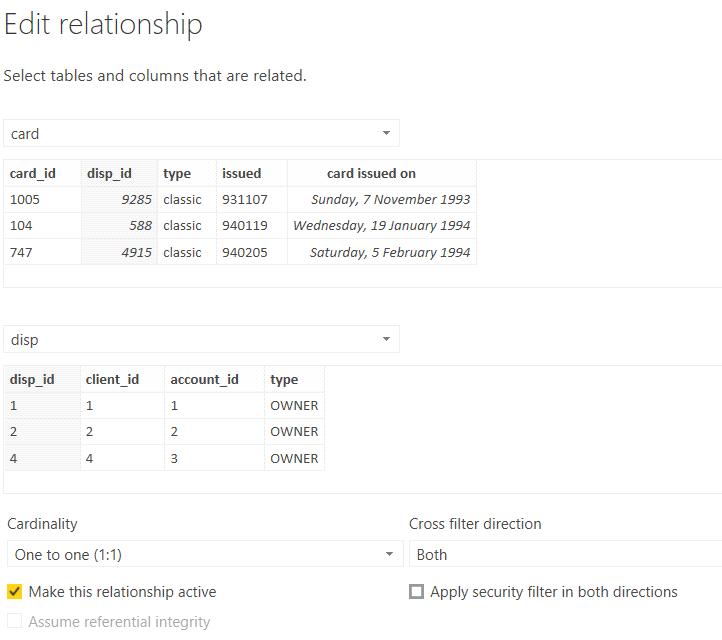 Edit relationship
Select tables and columns that are related.
card
card_id disp_id type issued card issued on
1005 9285 classic 931107 Sunday, 7 November 1993
104 588 classic 940119 Wednesday, 19 January 1994
747 4915 classic 940205 Saturday, 5 February 1994
disp
disp_id client_id account_id type
1 1 1 OWNER
2 2 2 OWNER
4 4 3 OWNER
Cardinality Cross filter direction
One to one (1:1) Both
Make this relationship active Apply security filter in both directions
Assume referential integrity